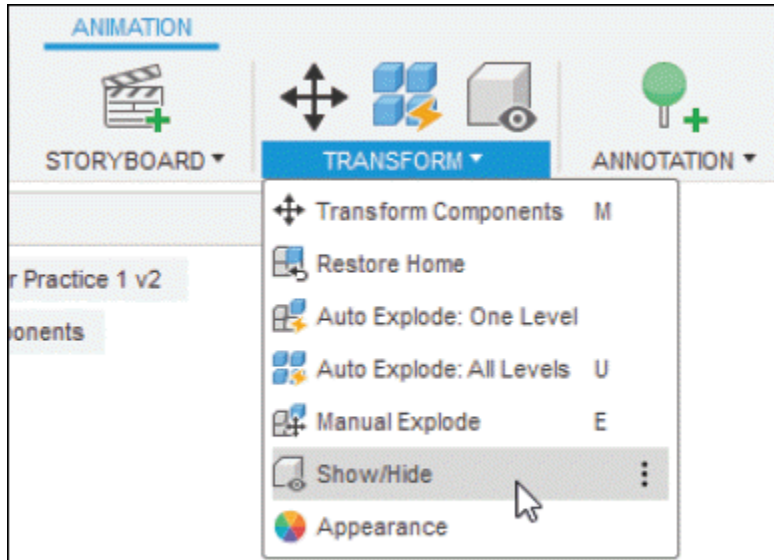 ANIMATION
STORYBOARD TRANSFORM ANNOTATION
Transform Components M
r Practice 1 v2
Restore Home
onents
Auto Explode: One Level
Auto Explode: All Levels U
Manual Explode E
Show/Hide
Appearance